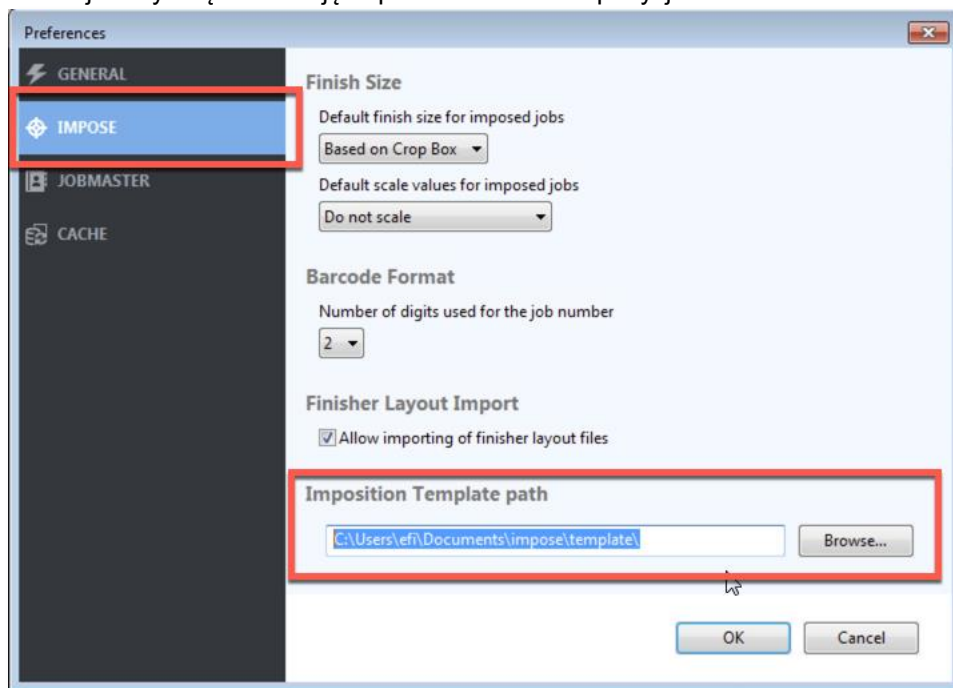 Preferences
GENERAL
IMPOSE
JOBMASTER
CACHE
Finish Size
Default finish size for imposed jobs
Based on Crop Box
Default scale values for imposed jobs
Do not scale
Barcode Format
Number of digits used for the job number
2
Finisher Layout Import
Allow importing of finisher layout files
Imposition Template path
C:\Users\efi\Documents\impose\template\
Browse...
OK
Cancel